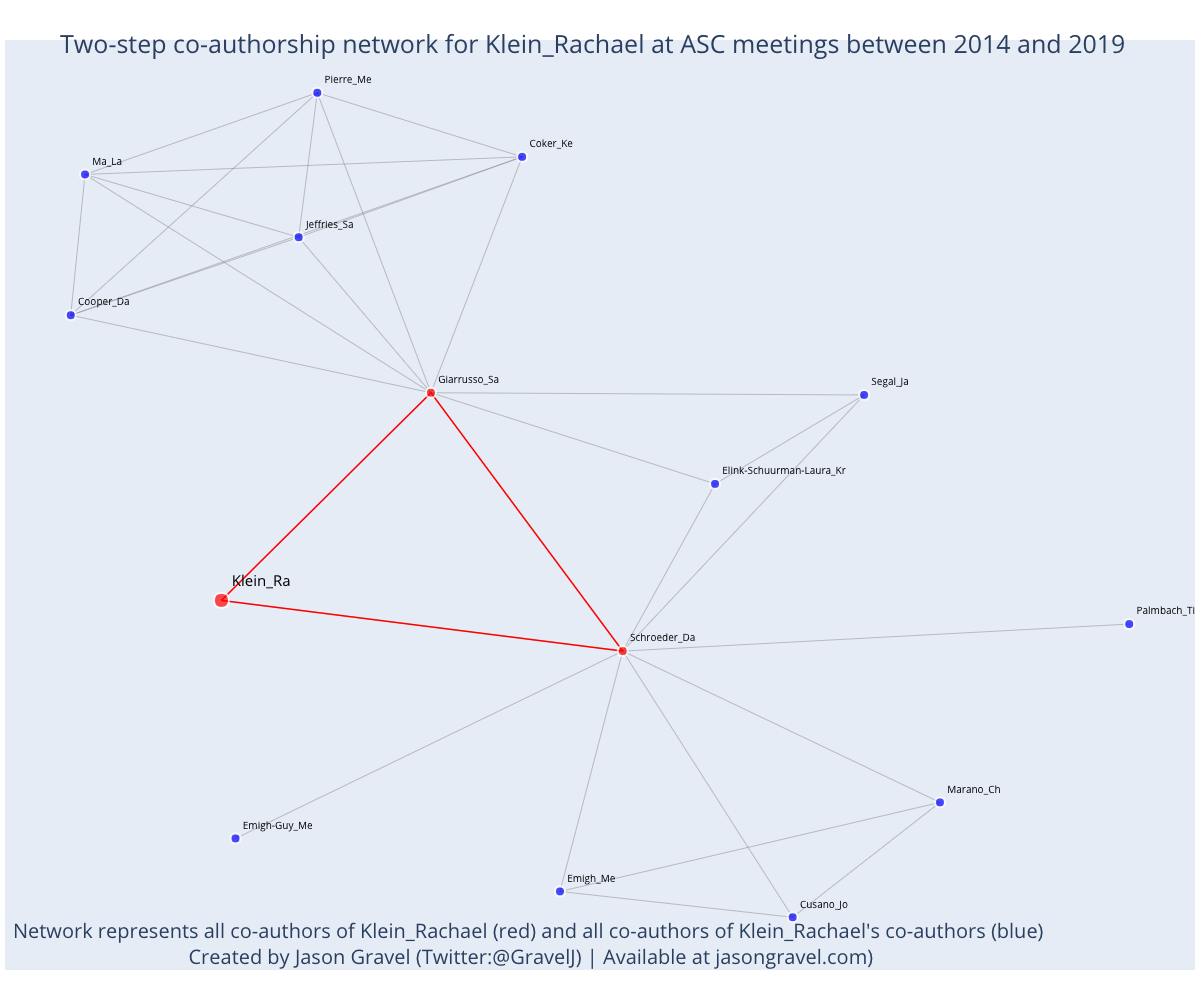 Two-step co-authorship network for Klein_Rachael at ASC meetings between 2014 and 2019
Pierre_Me
Coker_Ke
Ma_La
Jeffries_Sa
Cooper_Da
Giarrusso_Sa
Segal_Ja
Elink-Schuurman-Laura_Kr
Klein_Ra
Palmbach_Ti
Schroeder_Da
Marano_Ch
Emigh-Guy_Me
Emigh_Me
Cusano_Jo
Network represents all co-authors of Klein_Rachael (red) and all co-authors of Klein_Rachael's co-authors (blue)
Created by Jason Gravel (Twitter:@GravelJ) | Available at jasongravel.com)